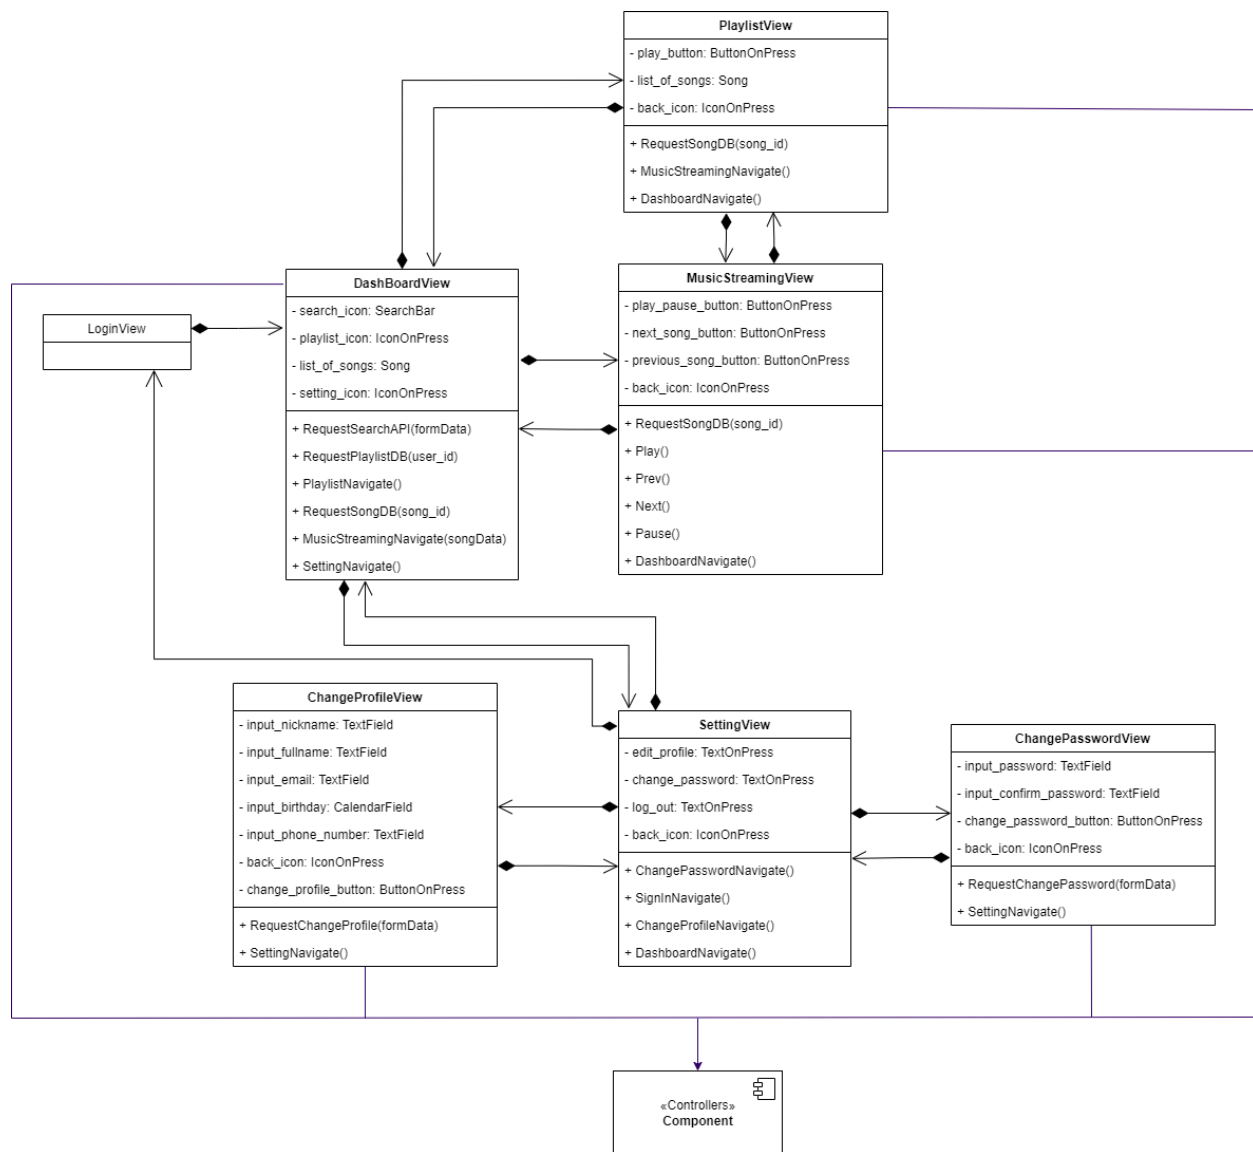 PlaylistView
- play_button: ButtonOnPress
- list_of_songs: Song
- back_icon: IconOnPress
+ RequestSongDB(song_id)
+ MusicStreamingNavigate()
+ DashboardNavigate()
DashBoardView
- search_icon: SearchBar
- playlist_icon: IconOnPress
- list_of_songs: Song
- setting_icon: IconOnPress
+ RequestSearchAPI(formData)
+ RequestPlaylistDB(user_id)
+ PlaylistNavigate()
+ RequestSongDB(song_id)
+ MusicStreamingNavigate(songData)
+ SettingNavigate()
MusicStreamingView
- play_pause_button: ButtonOnPress
- next_song_button: ButtonOnPress
- previous_song_button: ButtonOnPress
- back_icon: IconOnPress
+ RequestSongDB(song_id)
+ Play()
+ Prev()
+ Next()
+ Pause()
+ DashboardNavigate()
LoginView
ChangeProfileView
- input_nickname: TextField
- input_fullname: TextField
- input_email: TextField
- input_birthday: CalendarField
- input_phone_number: TextField
- back_icon: IconOnPress
- change_profile_button: ButtonOnPress
+ RequestChangeProfile(formData)
+ SettingNavigate()
SettingView
- edit_profile: TextOnPress
- change_password: TextOnPress
- log_out: TextOnPress
- back_icon: IconOnPress
+ ChangePasswordNavigate()
+ SignInNavigate()
+ ChangeProfileNavigate()
+ DashboardNavigate()
ChangePasswordView
- input_password: TextField
- input_confirm_password: TextField
- change_password_button: ButtonOnPress
- back_icon: IconOnPress
+ RequestChangePassword(formData)
+ SettingNavigate()
«Controllers»
Component